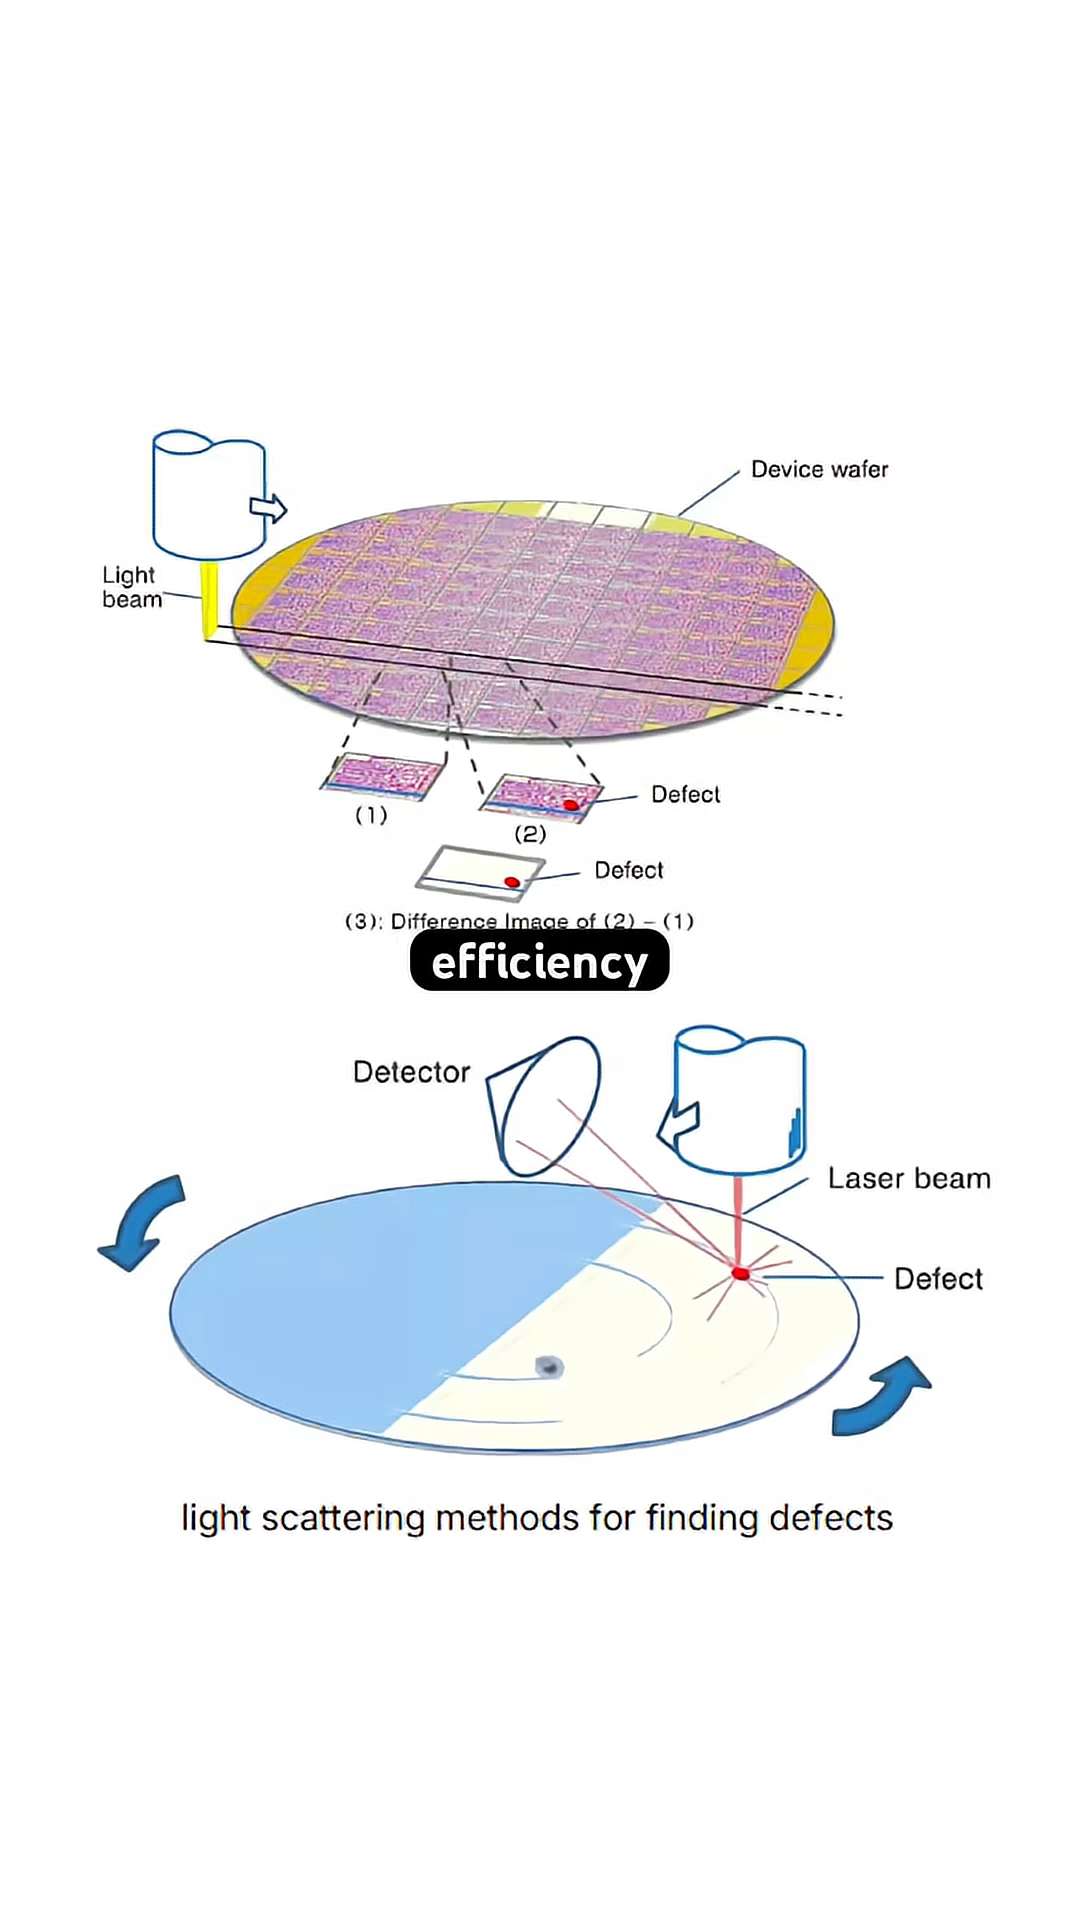 Device wafer
Light
beam
Defect
(1)
(2)
Defect
(3): Difference Image of (2) – (1)
efficiency
Detector
Laser beam
Defect
light scattering methods for finding defects